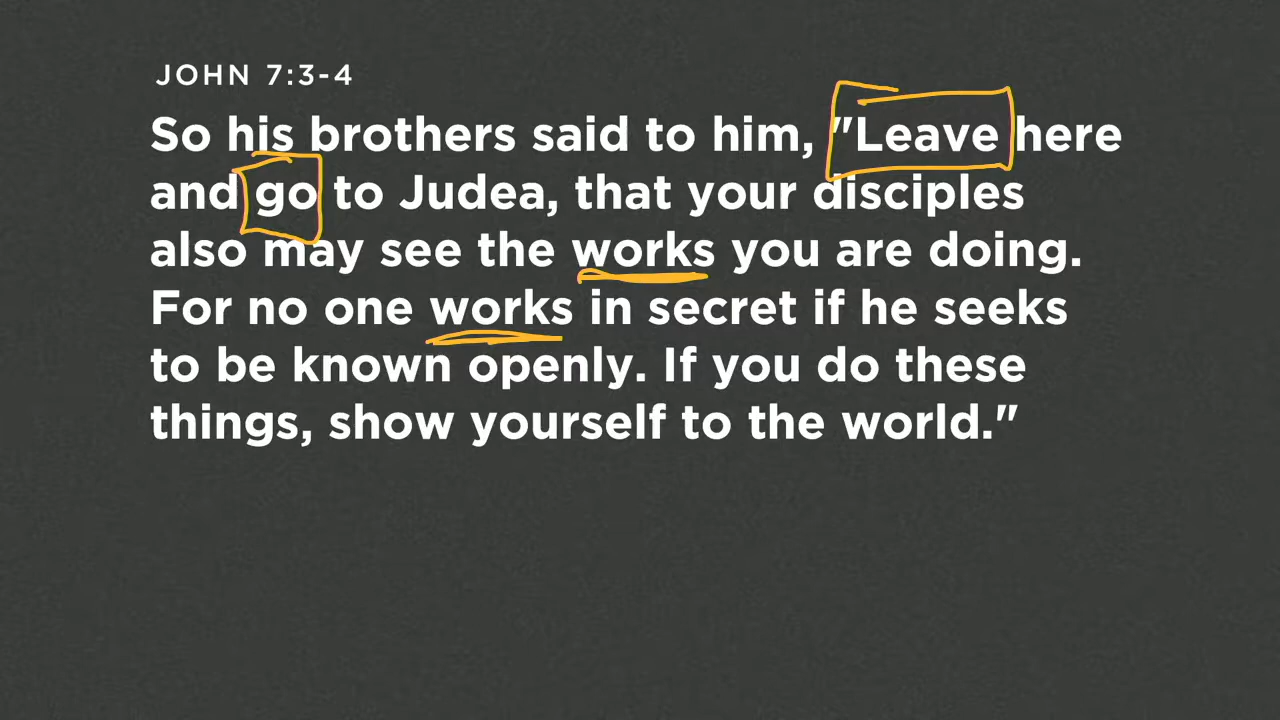 JOHN 7:3-4
So his brothers said to him, "Leave here
and go to Judea, that your disciples
also may see the works you are doing.
For no one works in secret if he seeks
to be known openly. If you do these
things, show yourself to the world."